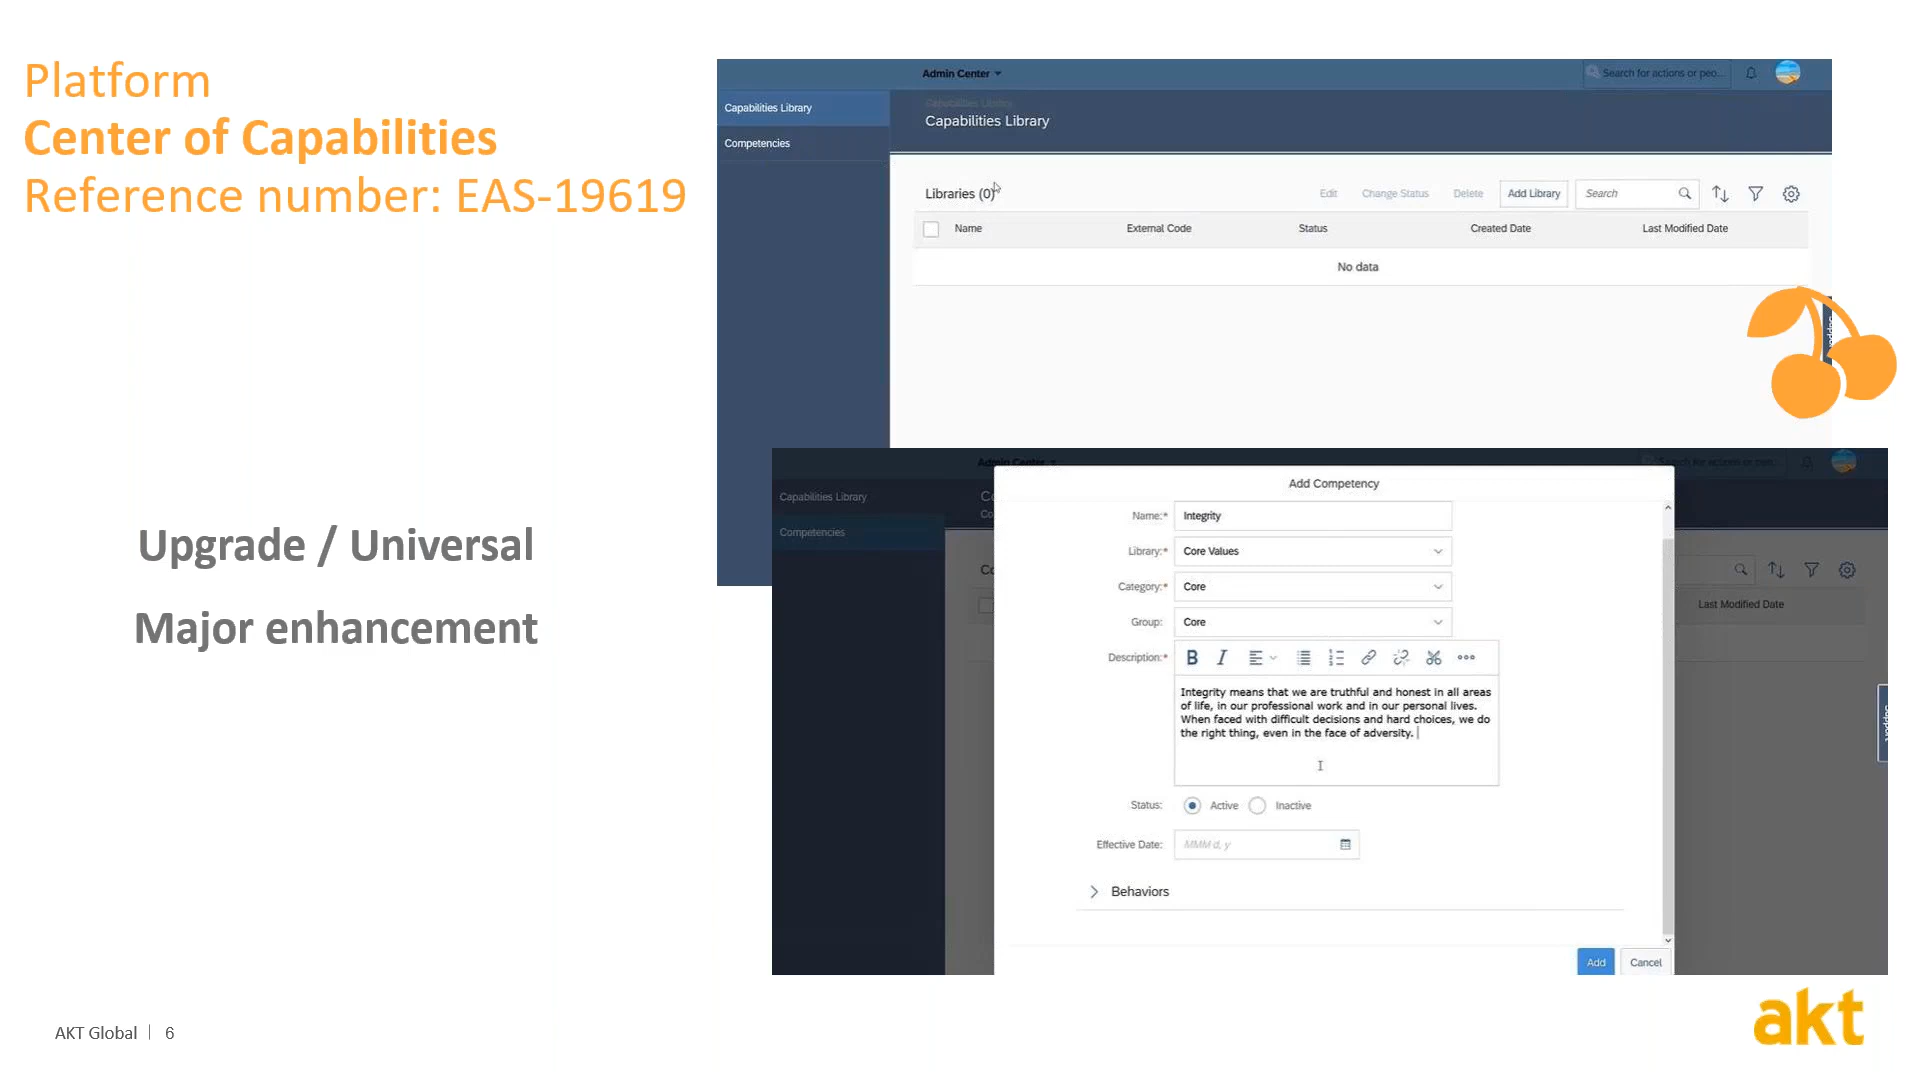 Platform
Center of Capabilities
Reference number: EAS-19619
Upgrade / Universal
Major enhancement
Admin Center
Search for actions or peo...
Capabilities Library
Competencies
Capabilities Library
Capabilities Library
Libraries (0)
Edit
Change Status
Delete
Add Library
Search
Name
External Code
Status
Created Date
Last Modified Date
No data
Admin Center
Capabilities Library
Competencies
Last Modified Date
Add Competency
Name:* Integrity
Library:* Core Values
Category:* Core
Group: Core
Description:*
B I
Integrity means that we are truthful and honest in all areas
of life, in our professional work and in our personal lives.
When faced with difficult decisions and hard choices, we do
the right thing, even in the face of adversity.
Status: Active Inactive
Effective Date: MMM d, y
Behaviors
Add
Cancel
AKT Global | 6
akt